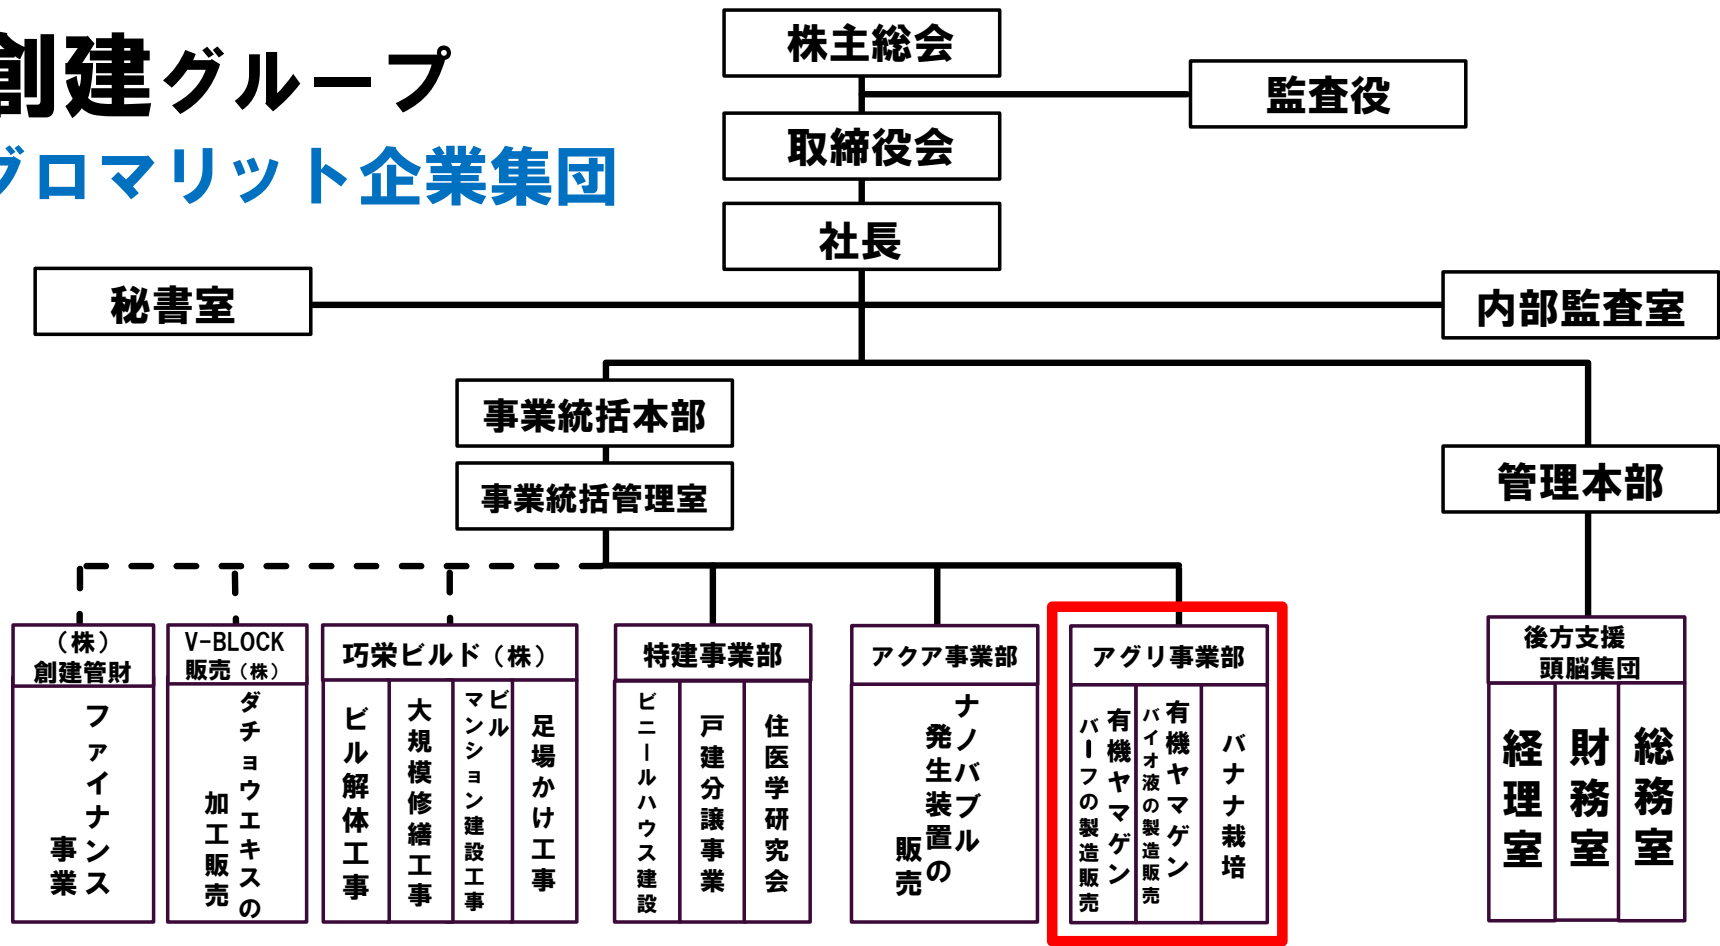 創建グループ
グロマリット企業集団
株主総会
監査役
取締役会
社長
秘書室
内部監査室
事業統括本部
事業統括管理室
管理本部
（株）
創建管財
ファイナンス
事業
V-BLOCK
販売（株）
ダチョウエキスの
加工販売
巧栄ビルド（株）
ビル解体工事
大規模修繕工事
ビル
マンション建設工事
足場かけ工事
特建事業部
ビニールハウス建設
戸建分譲事業
住医学研究会
アクア事業部
ナノバブル
発生装置の
販売
アグリ事業部
有機ヤマゲン
バーフの製造販売
有機ヤマゲン
バイオ液の製造販売
バナナ栽培
後方支援
頭脳集団
経理室
財務室
総務室